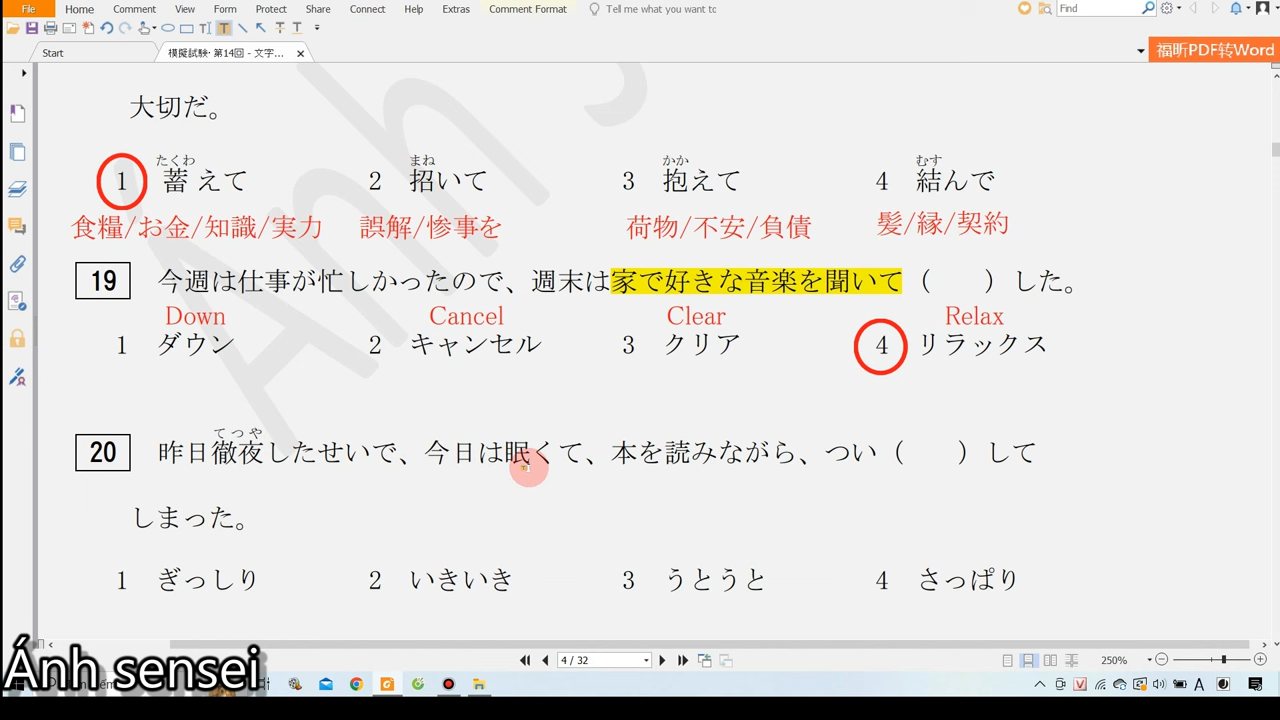 File Home Comment View Form Protect Share Connect Help Extras Comment Format Tell me what you want to Find
Start 模擬試験- 第14回 - 文字... 福昕PDF转Word
大切だ。
たくわ まね かか むす
1 蓄えて 2 招いて 3 抱えて 4 結んで
食糧/お金/知識/実力 誤解/惨事を 荷物/不安/負債 髪/縁/契約
19 今週は仕事が忙しかったので、週末は家で好きな音楽を聞いて（ ）した。
Down Cancel Clear Relax
1 ダウン 2 キャンセル 3 クリア 4 リラックス
てつや
20 昨日徹夜したせいで、今日は眠くて、本を読みながら、つい（ ）して
しまった。
1 ぎっしり 2 いきいき 3 うとうと 4 さっぱり
4 / 32 250%
Ánh sensei